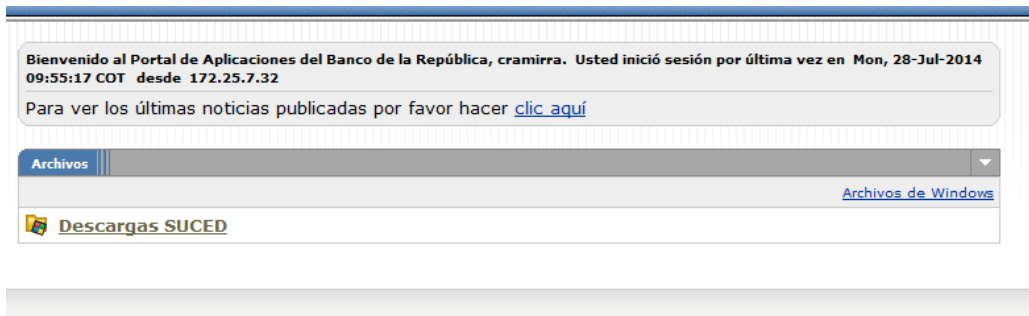 Bienvenido al Portal de Aplicaciones del Banco de la República, cramirra. Usted inició sesión por última vez en Mon, 28-Jul-2014
09:55:17 COT desde 172.25.7.32
Para ver los últimas noticias publicadas por favor hacer clic aquí
Archivos
Archivos de Windows
Descargas SUCED